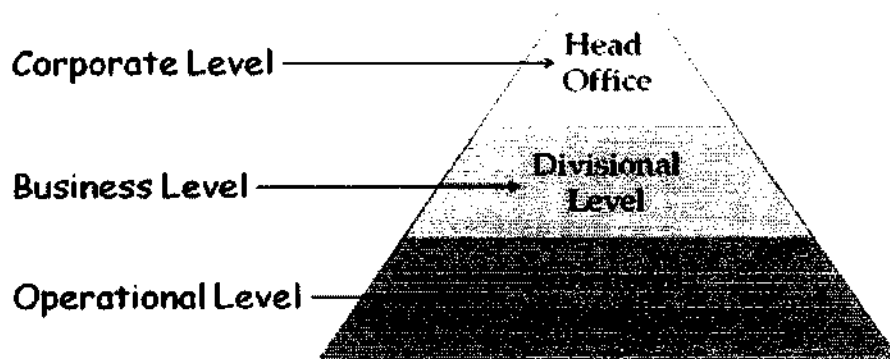 Corporate Level
Head
Office
Business Level
Divisional
Level
Operational Level